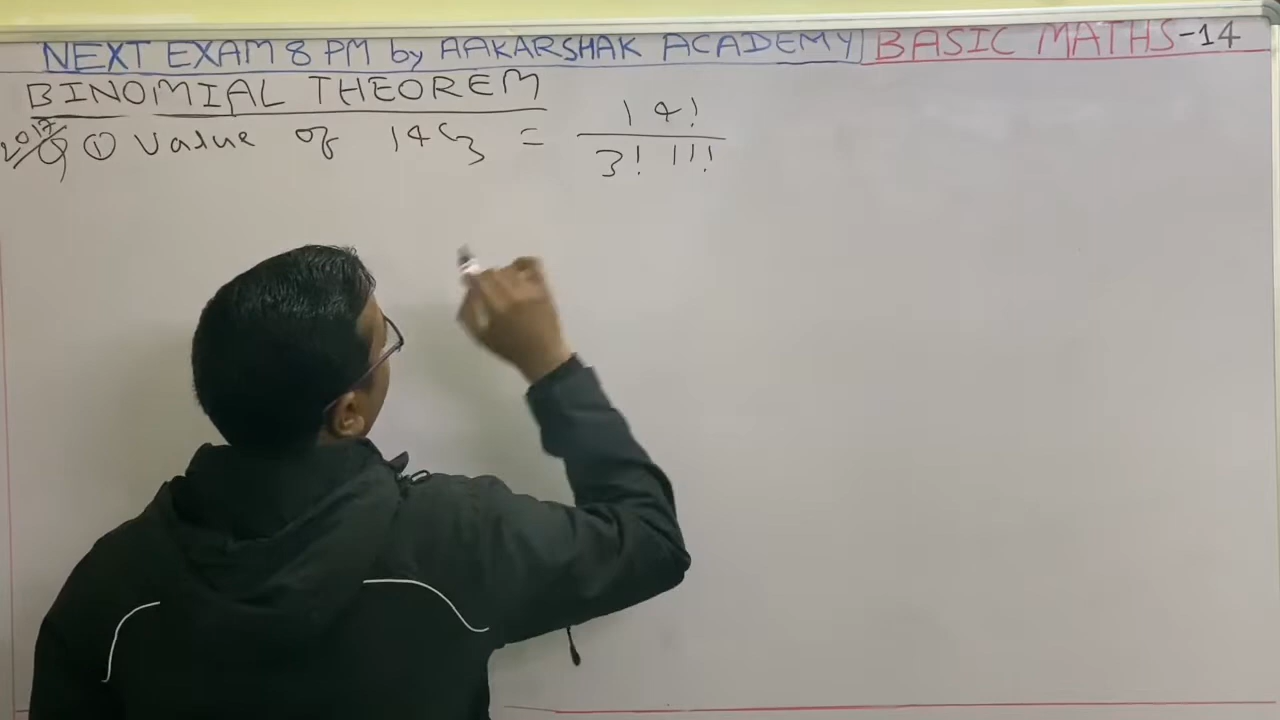 NEXT EXAM 8 PM by AAKARSHAK ACADEMY BASIC MATHS-14
BINOMIAL THEOREM
2017 Q ① Value of 14C3 = 14! / 3! 11!